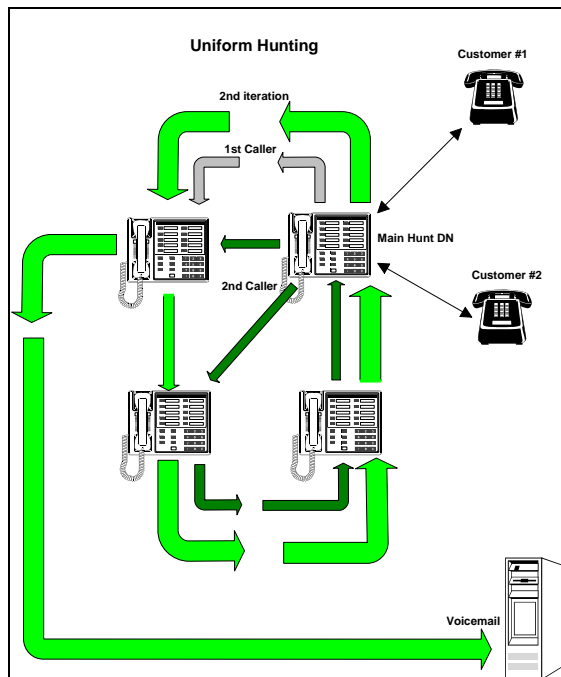 Uniform Hunting
Customer #1
2nd iteration
1st Caller
Main Hunt DN
Customer #2
2nd Caller
Voicemail